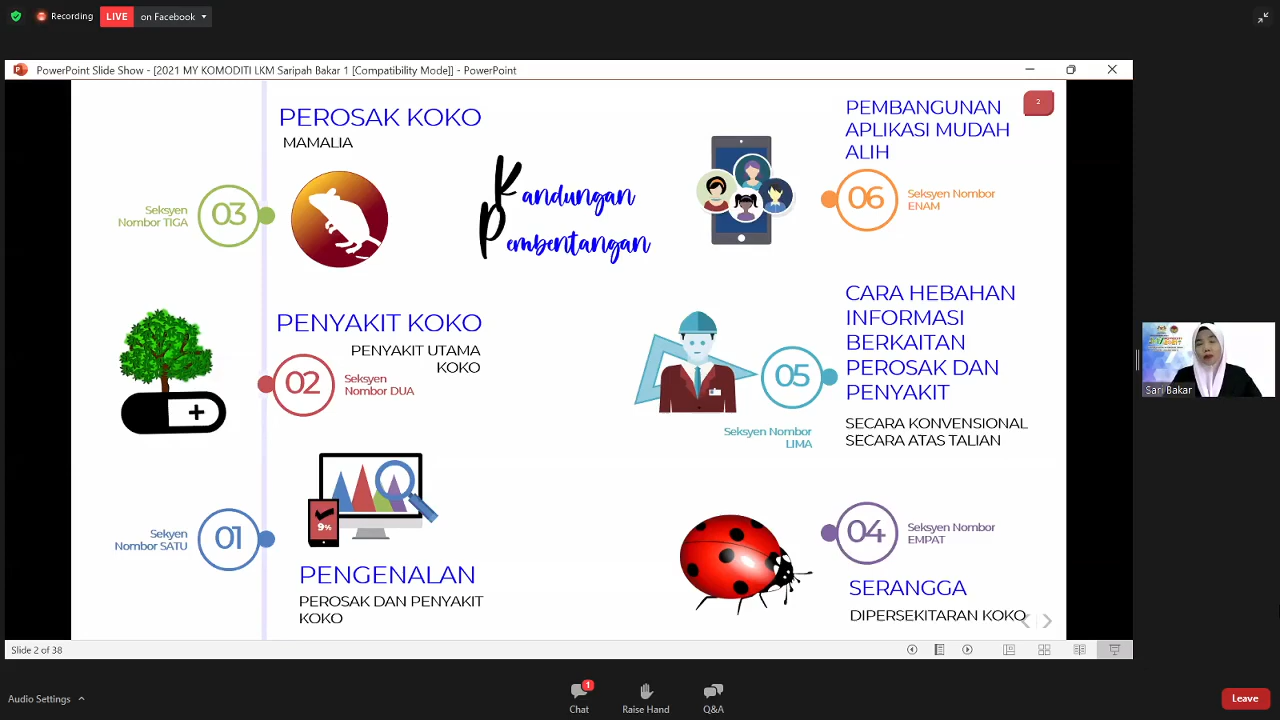 Recording
LIVE
on Facebook
PowerPoint Slide Show - [2021 MY KOMODITI LKM Saripah Bakar 1 [Compatibility Mode]] - PowerPoint
2
PEROSAK KOKO
MAMALIA
Seksyen
Nombor TIGA
03
Kandungan
Pembentangan
PEMBANGUNAN
APLIKASI MUDAH
ALIH
06
Seksyen Nombor
ENAM
PENYAKIT KOKO
PENYAKIT UTAMA
KOKO
02
Seksyen
Nombor DUA
CARA HEBAHAN
INFORMASI
BERKAITAN
PEROSAK DAN
PENYAKIT
SECARA KONVENSIONAL
SECARA ATAS TALIAN
05
Seksyen Nombor
LIMA
Sekyen
Nombor SATU
01
9%
PENGENALAN
PEROSAK DAN PENYAKIT
KOKO
04
Seksyen Nombor
EMPAT
SERANGGA
DIPERSEKITARAN KOKO
Sari Bakar
Slide 2 of 38
Audio Settings
1
Chat
Raise Hand
Q&A
Leave